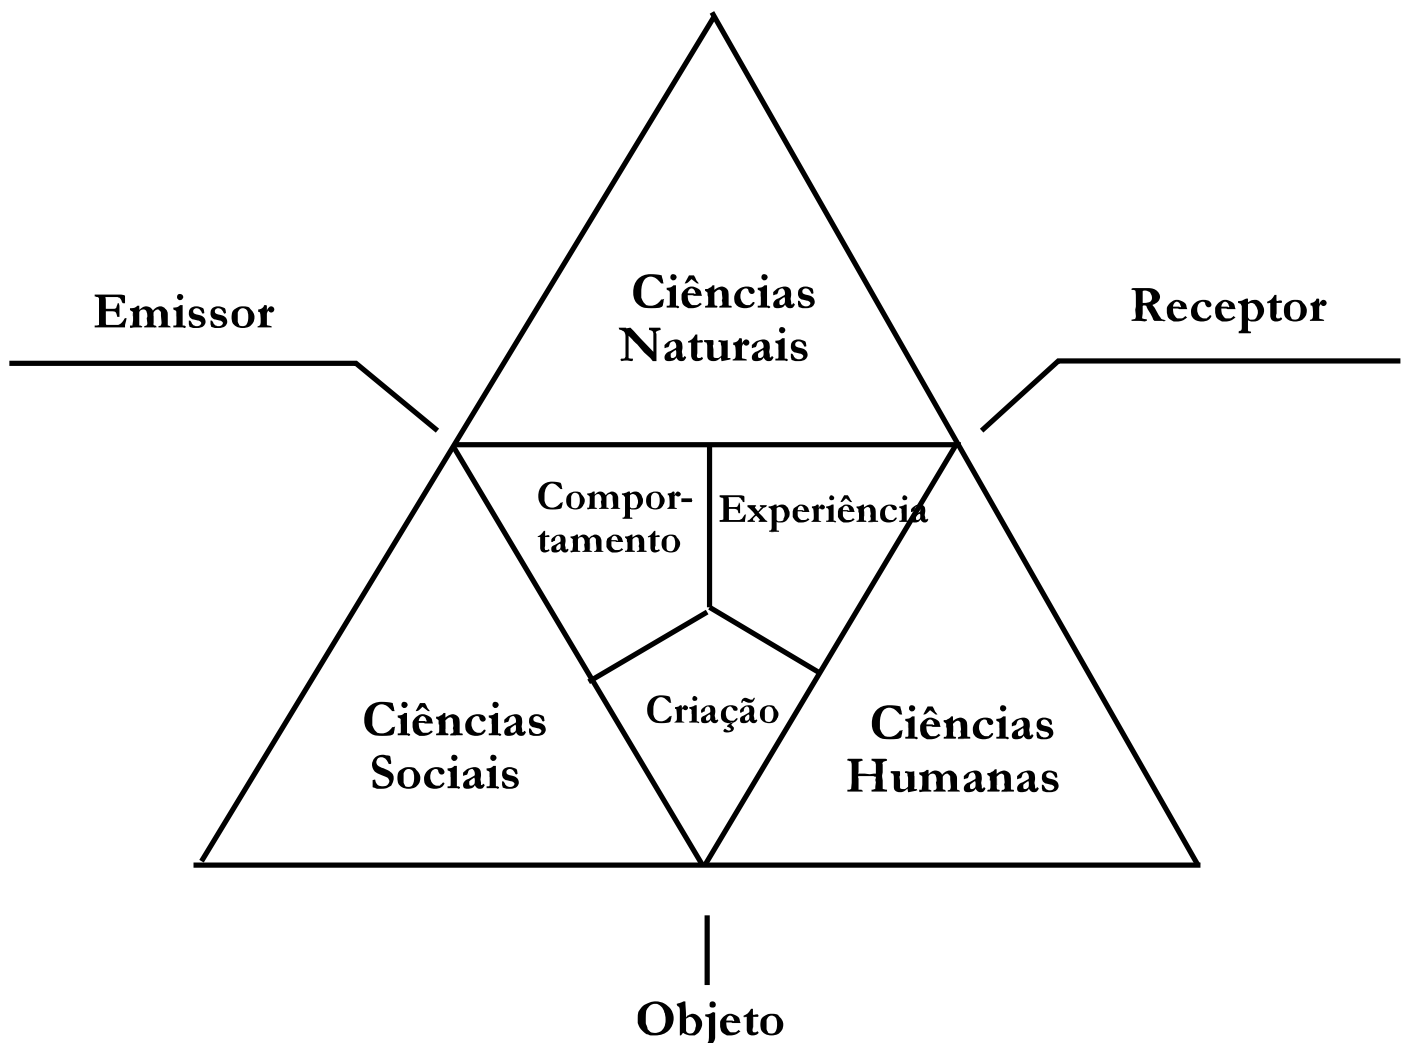 Ciências
Naturais
Emissor
Receptor
Compor-
tamento
Experiência
Criação
Ciências
Sociais
Ciências
Humanas
Objeto